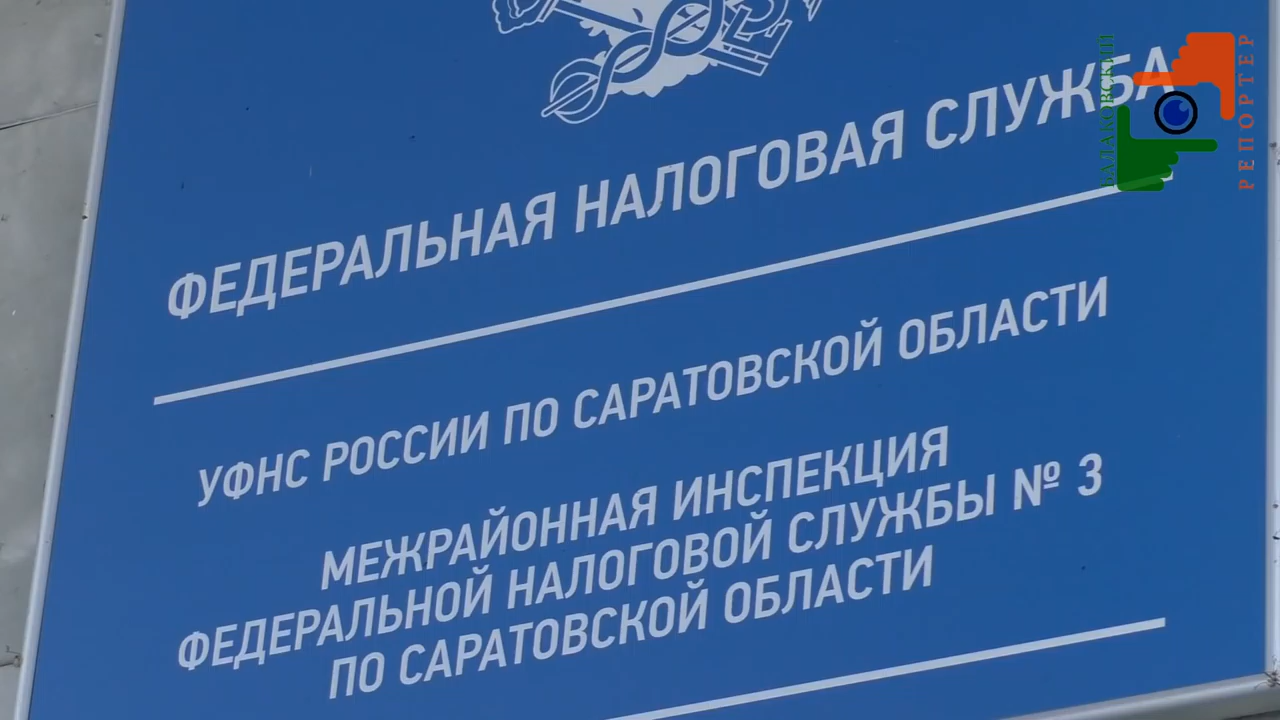 ФЕДЕРАЛЬНАЯ НАЛОГОВАЯ СЛУЖБА
УФНС РОССИИ ПО САРАТОВСКОЙ ОБЛАСТИ
МЕЖРАЙОННАЯ ИНСПЕКЦИЯ
ФЕДЕРАЛЬНОЙ НАЛОГОВОЙ СЛУЖБЫ № 3
ПО САРАТОВСКОЙ ОБЛАСТИ
БАЛАКОВСКИЙ
РЕПОРТЕР